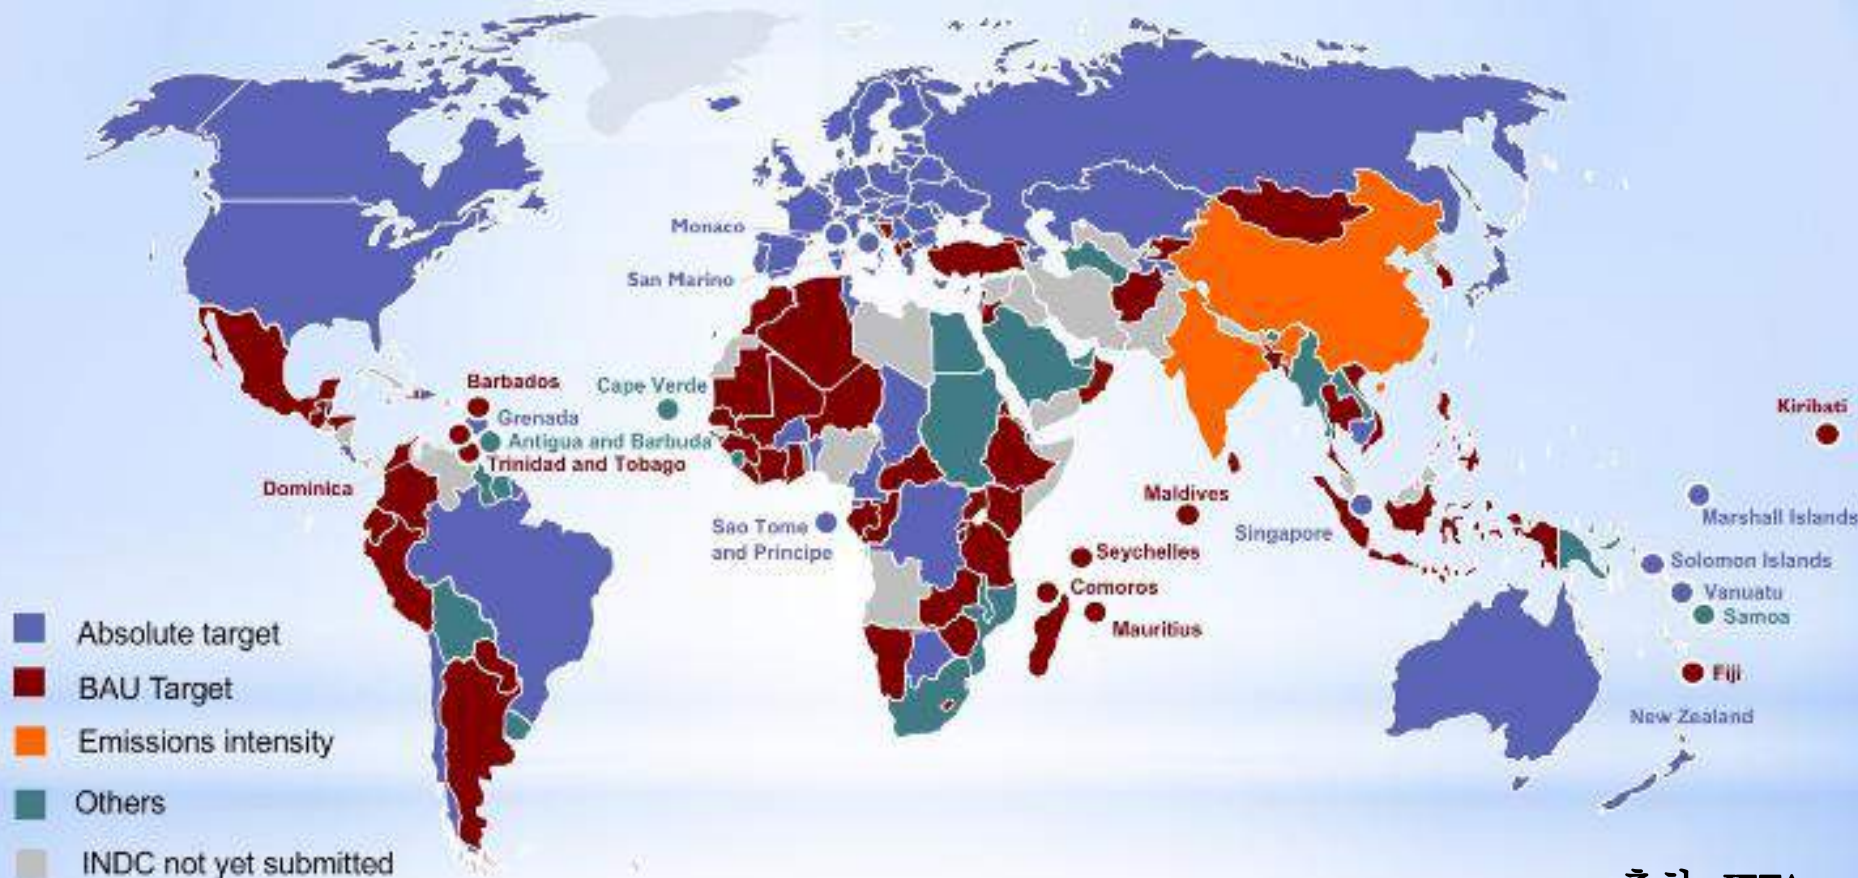 Monaco
San Marino
Barbados
Cape Verde
Grenada
Antigua and Barbuda
Trinidad and Tobago
Dominica
Kiribati
Maldives
Marshall Islands
Sao Tome
and Principe
Singapore
Seychelles
Solomon Islands
Comoros
Vanuatu
Samoa
Mauritius
Fiji
New Zealand
Absolute target
BAU Target
Emissions intensity
Others
INDC not yet submitted